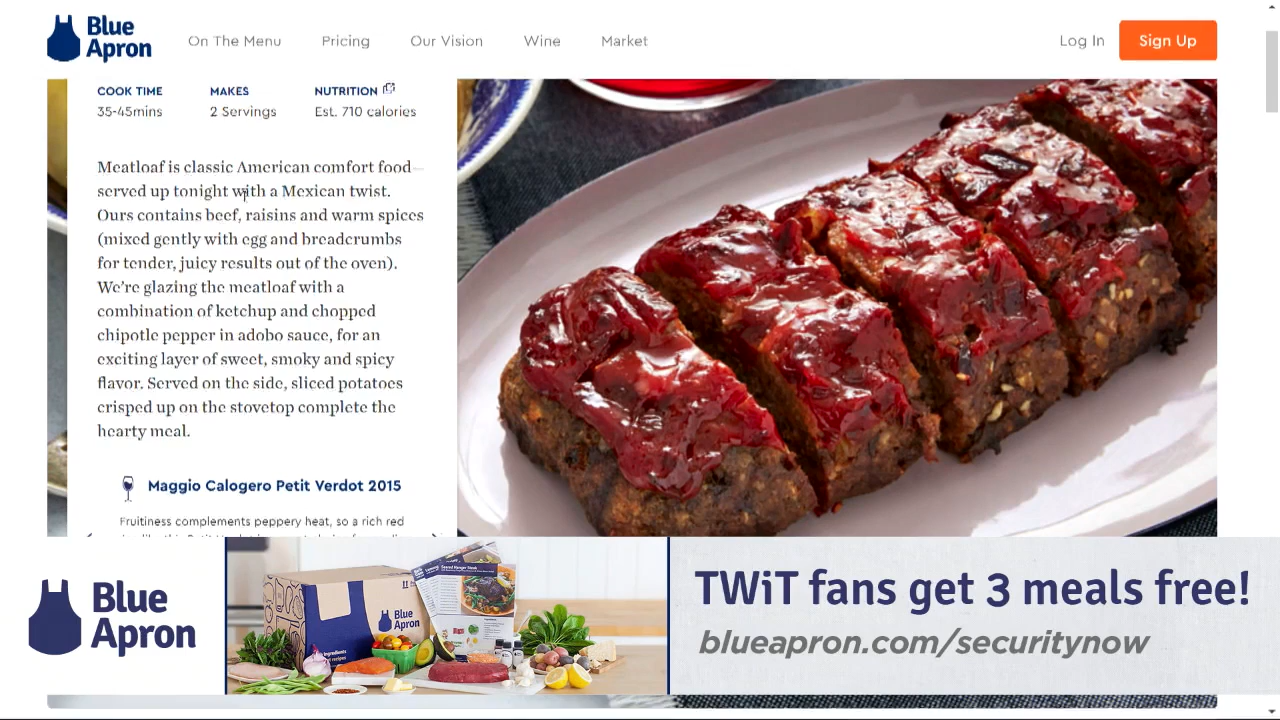 Blue
Apron
On The Menu
Pricing
Our Vision
Wine
Market
Log In
Sign Up
COOK TIME
MAKES
NUTRITION
35-45mins
2 Servings
Est. 710 calories
Meatloaf is classic American comfort food—
served up tonight with a Mexican twist.
Ours contains beef, raisins and warm spices
(mixed gently with egg and breadcrumbs
for tender, juicy results out of the oven).
We're glazing the meatloaf with a
combination of ketchup and chopped
chipotle pepper in adobo sauce, for an
exciting layer of sweet, smoky and spicy
flavor. Served on the side, sliced potatoes
crisped up on the stovetop complete the
hearty meal.
Maggio Calogero Petit Verdot 2015
Fruitiness complements peppery heat, so a rich red
Blue
Apron
Blue
Apron
TWiT fans get 3 meals free!
blueapron.com/securitynow